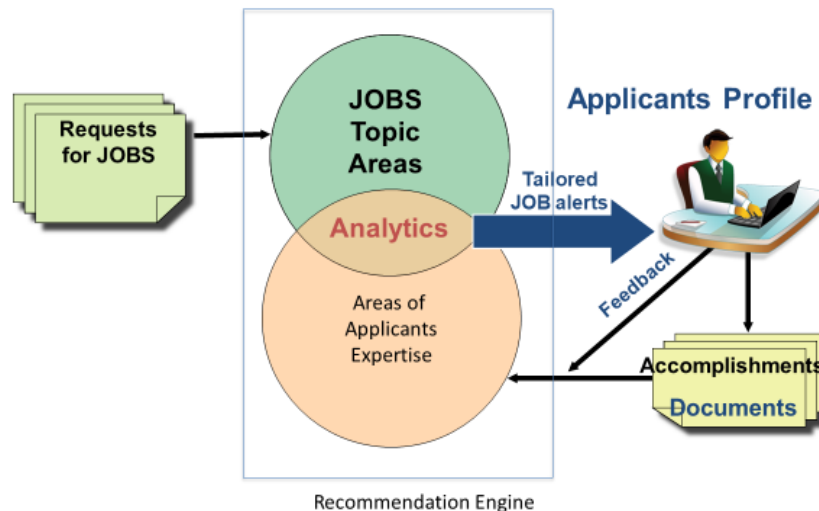 Requests
for JOBS
JOBS
Topic
Areas
Analytics
Areas of
Applicants
Expertise
Applicants Profile
Tailored
JOB alerts
Feedback
Accomplishments
Documents
Recommendation Engine